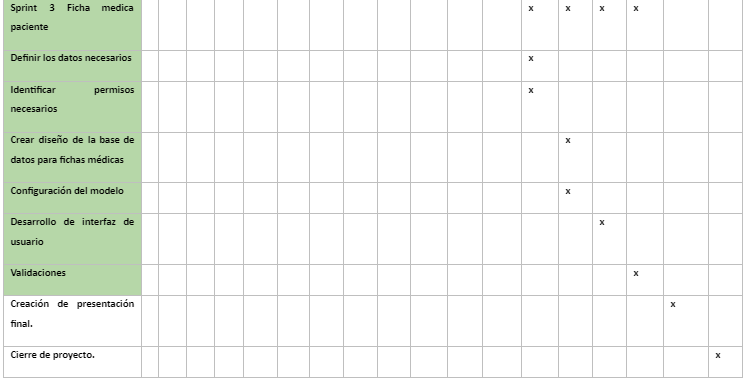 Sprint 3 Ficha medica x x x x
paciente
Definir los datos necesarios x
Identificar permisos x
necesarios
Crear diseño de la base de x
datos para fichas médicas
Configuración del modelo x
Desarrollo de interfaz de x
usuario
Validaciones x
Creación de presentación x
final.
Cierre de proyecto. x